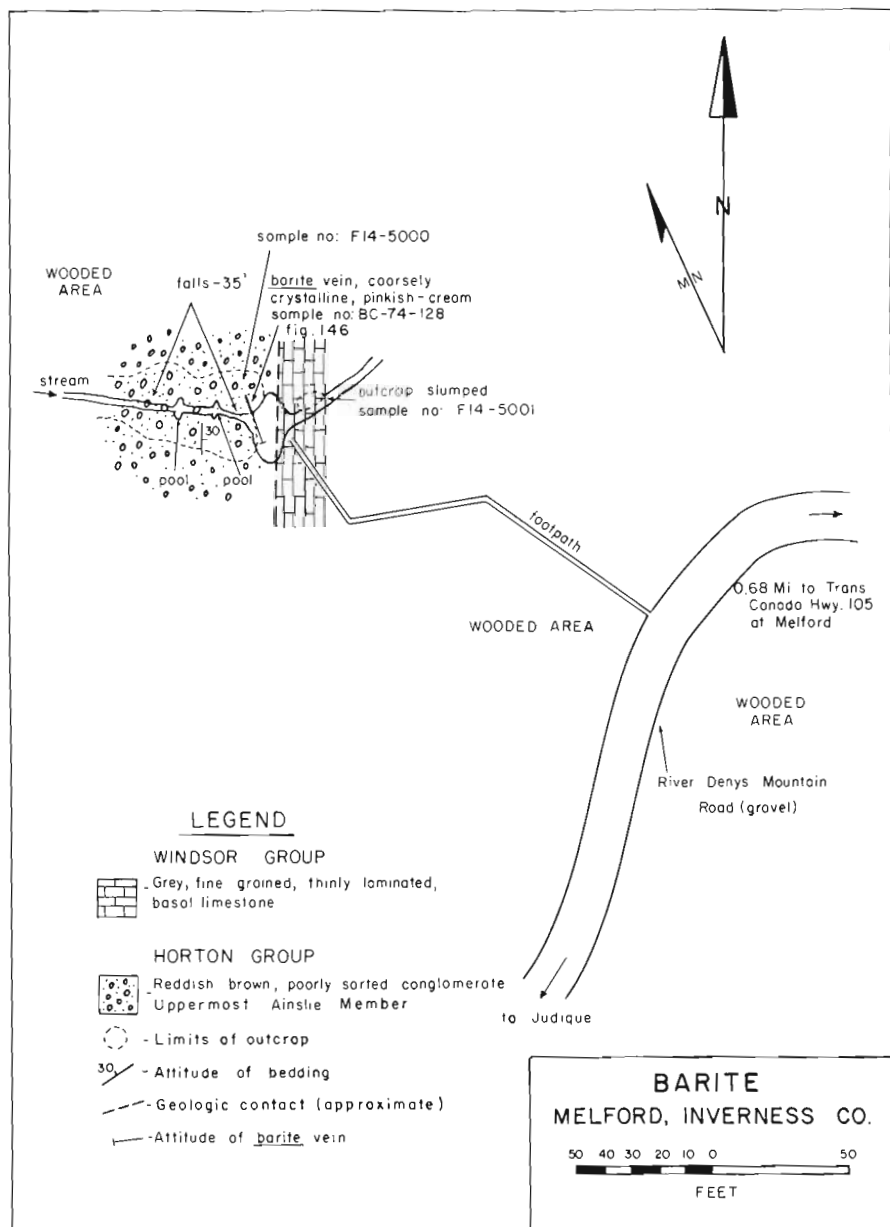 N
MN
sample no: F14-5000
WOODED
AREA
falls-35'
barite vein, coarsely
crystalline, pinkish-cream
sample no: BC-74-128
fig. 146
stream
outcrop slumped
sample no: F14-5001
30
pool
pool
footpath
0.68 Mi to Trans
Canada Hwy. 105
at Melford
WOODED AREA
WOODED
AREA
River Denys Mountain
Road (gravel)
to Judique
LEGEND
WINDSOR GROUP
- Grey, fine grained, thinly laminated,
basal limestone
HORTON GROUP
- Reddish brown, poorly sorted conglomerate
Uppermost Ainslie Member
- Limits of outcrop
30 - Attitude of bedding
- Geologic contact (approximate)
- Attitude of barite vein
BARITE
MELFORD, INVERNESS CO.
50 40 30 20 10 0 50
FEET